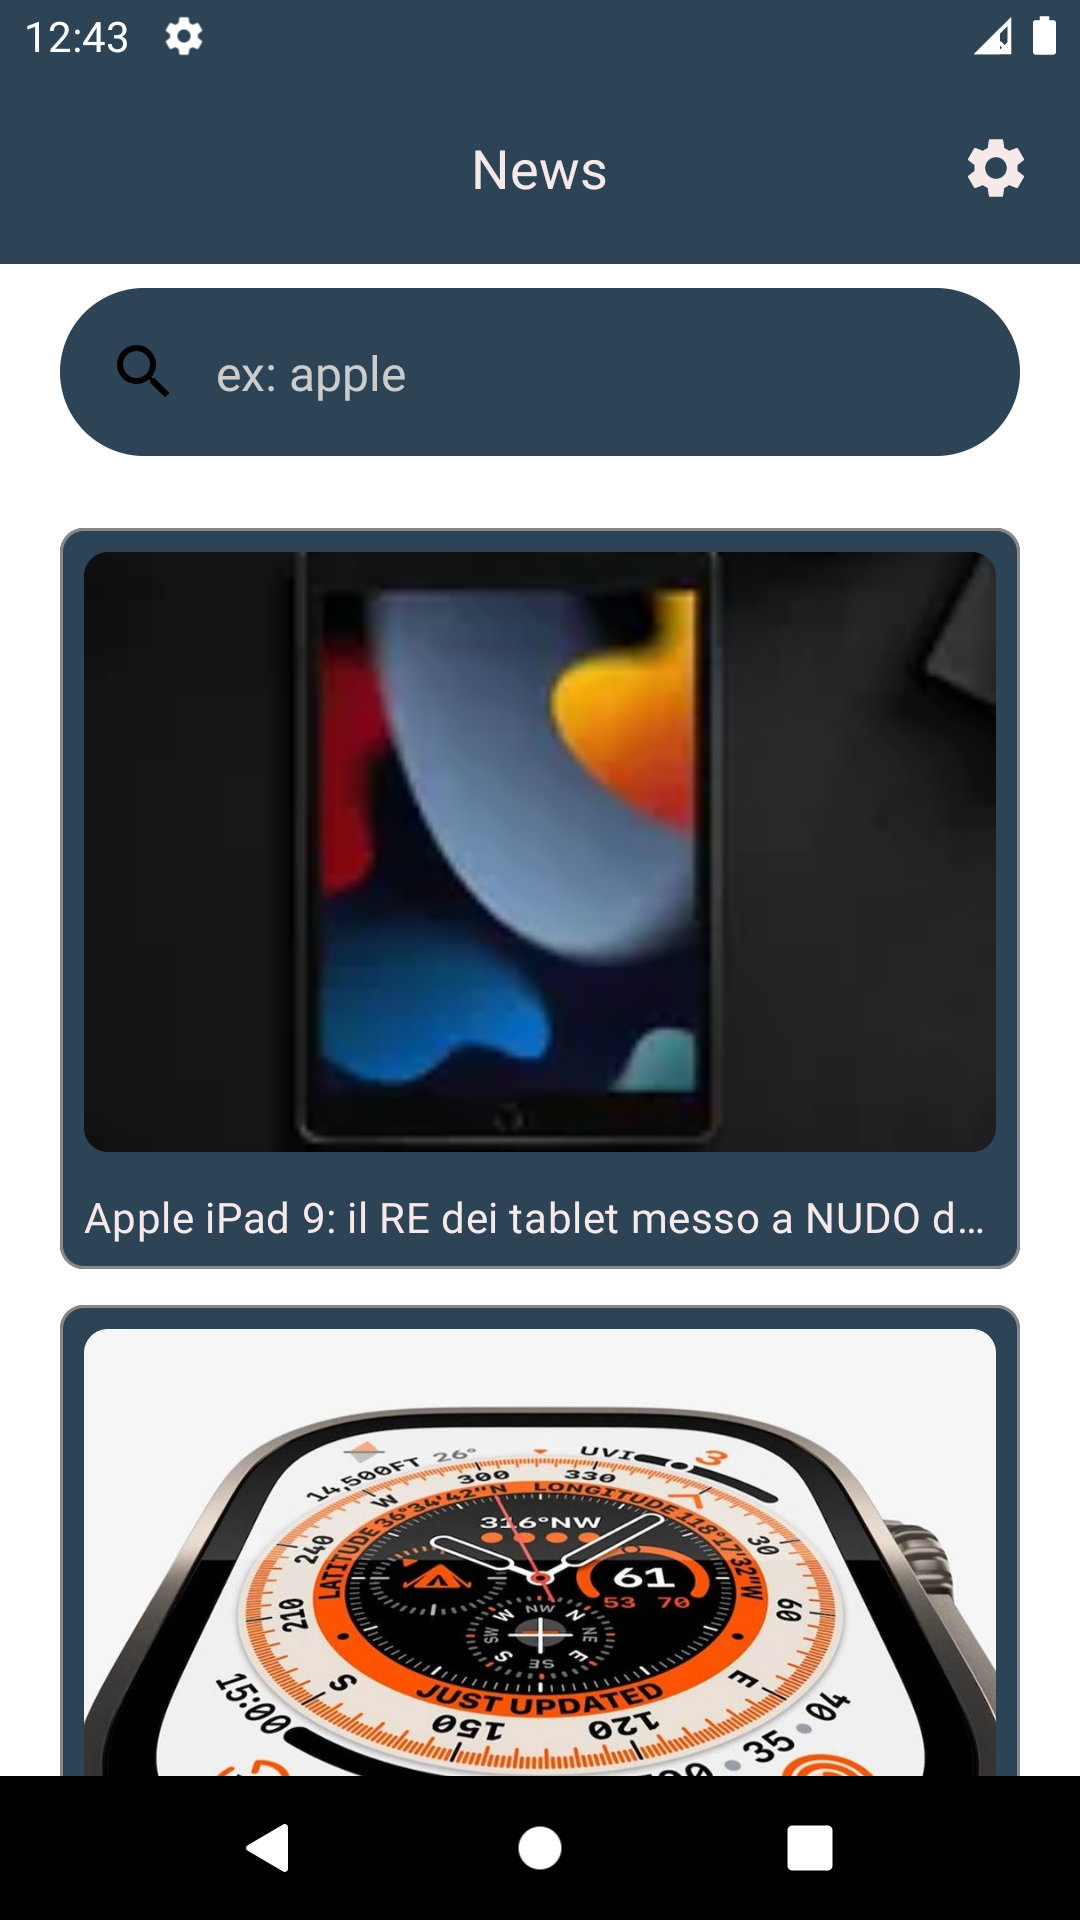 12:43
News
ex: apple
Apple iPad 9: il RE dei tablet messo a NUDO d…
14,500FT 26° UVI 3
W 300 330
LATITUDE 36°34'42"N LONGITUDE 118°17'32"W
240 30
316°NW
61
53 70
210 60
NW
W N
SW NE
S E
SE
S E
JUST UPDATED
150 120
15:00
35 04